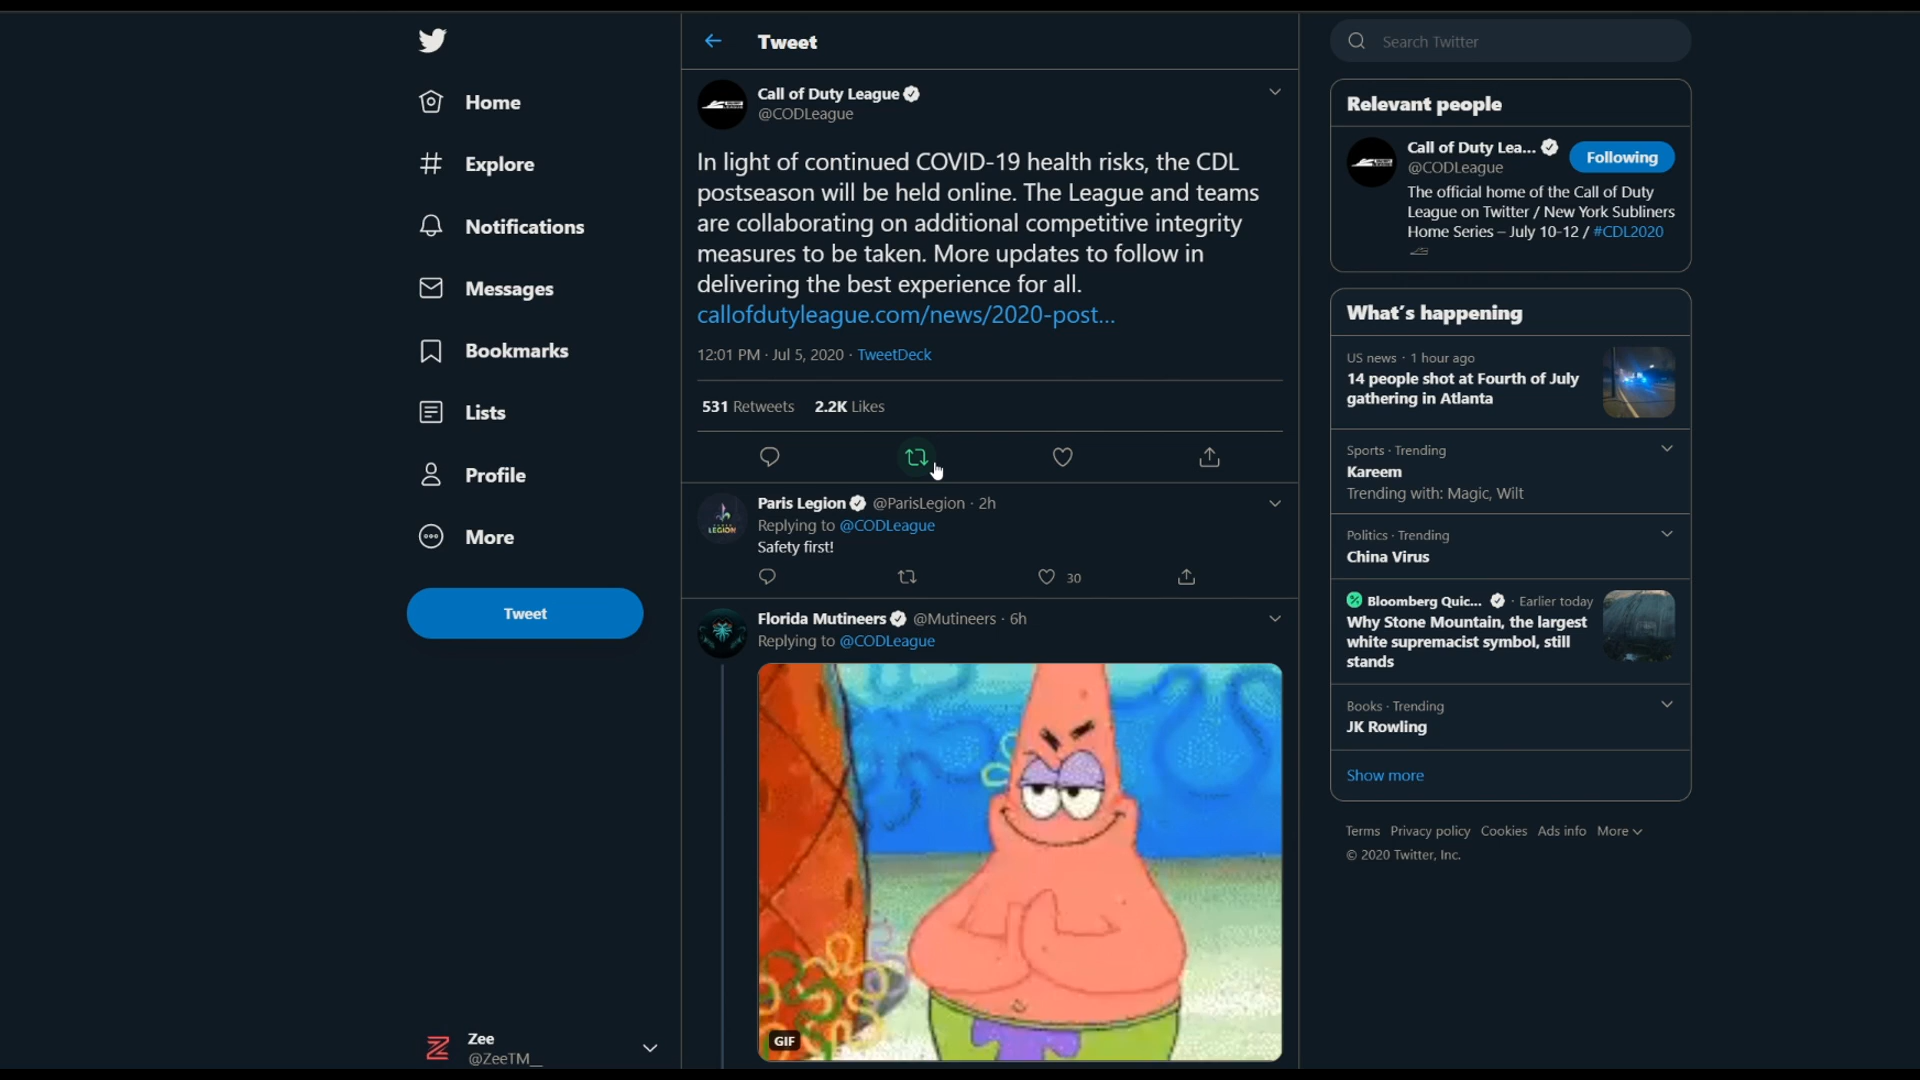 Home
Explore
Notifications
Messages
Bookmarks
Lists
Profile
More
Tweet
Zee
@ZeeTM_
Tweet
Call of Duty League
@CODLeague
In light of continued COVID-19 health risks, the CDL
postseason will be held online. The League and teams
are collaborating on additional competitive integrity
measures to be taken. More updates to follow in
delivering the best experience for all.
callofdutyleague.com/news/2020-post...
12:01 PM · Jul 5, 2020 · TweetDeck
531 Retweets 2.2K Likes
LEGION
Paris Legion @ParisLegion · 2h
Replying to @CODLeague
Safety first!
30
Florida Mutineers @Mutineers · 6h
Replying to @CODLeague
GIF
Search Twitter
Relevant people
Call of Duty Lea...
@CODLeague
Following
The official home of the Call of Duty
League on Twitter / New York Subliners
Home Series – July 10-12 / #CDL2020
What's happening
US news · 1 hour ago
14 people shot at Fourth of July
gathering in Atlanta
Sports · Trending
Kareem
Trending with: Magic, Wilt
Politics · Trending
China Virus
Bloomberg Quic... · Earlier today
Why Stone Mountain, the largest
white supremacist symbol, still
stands
Books · Trending
JK Rowling
Show more
Terms Privacy policy Cookies Ads info More
© 2020 Twitter, Inc.